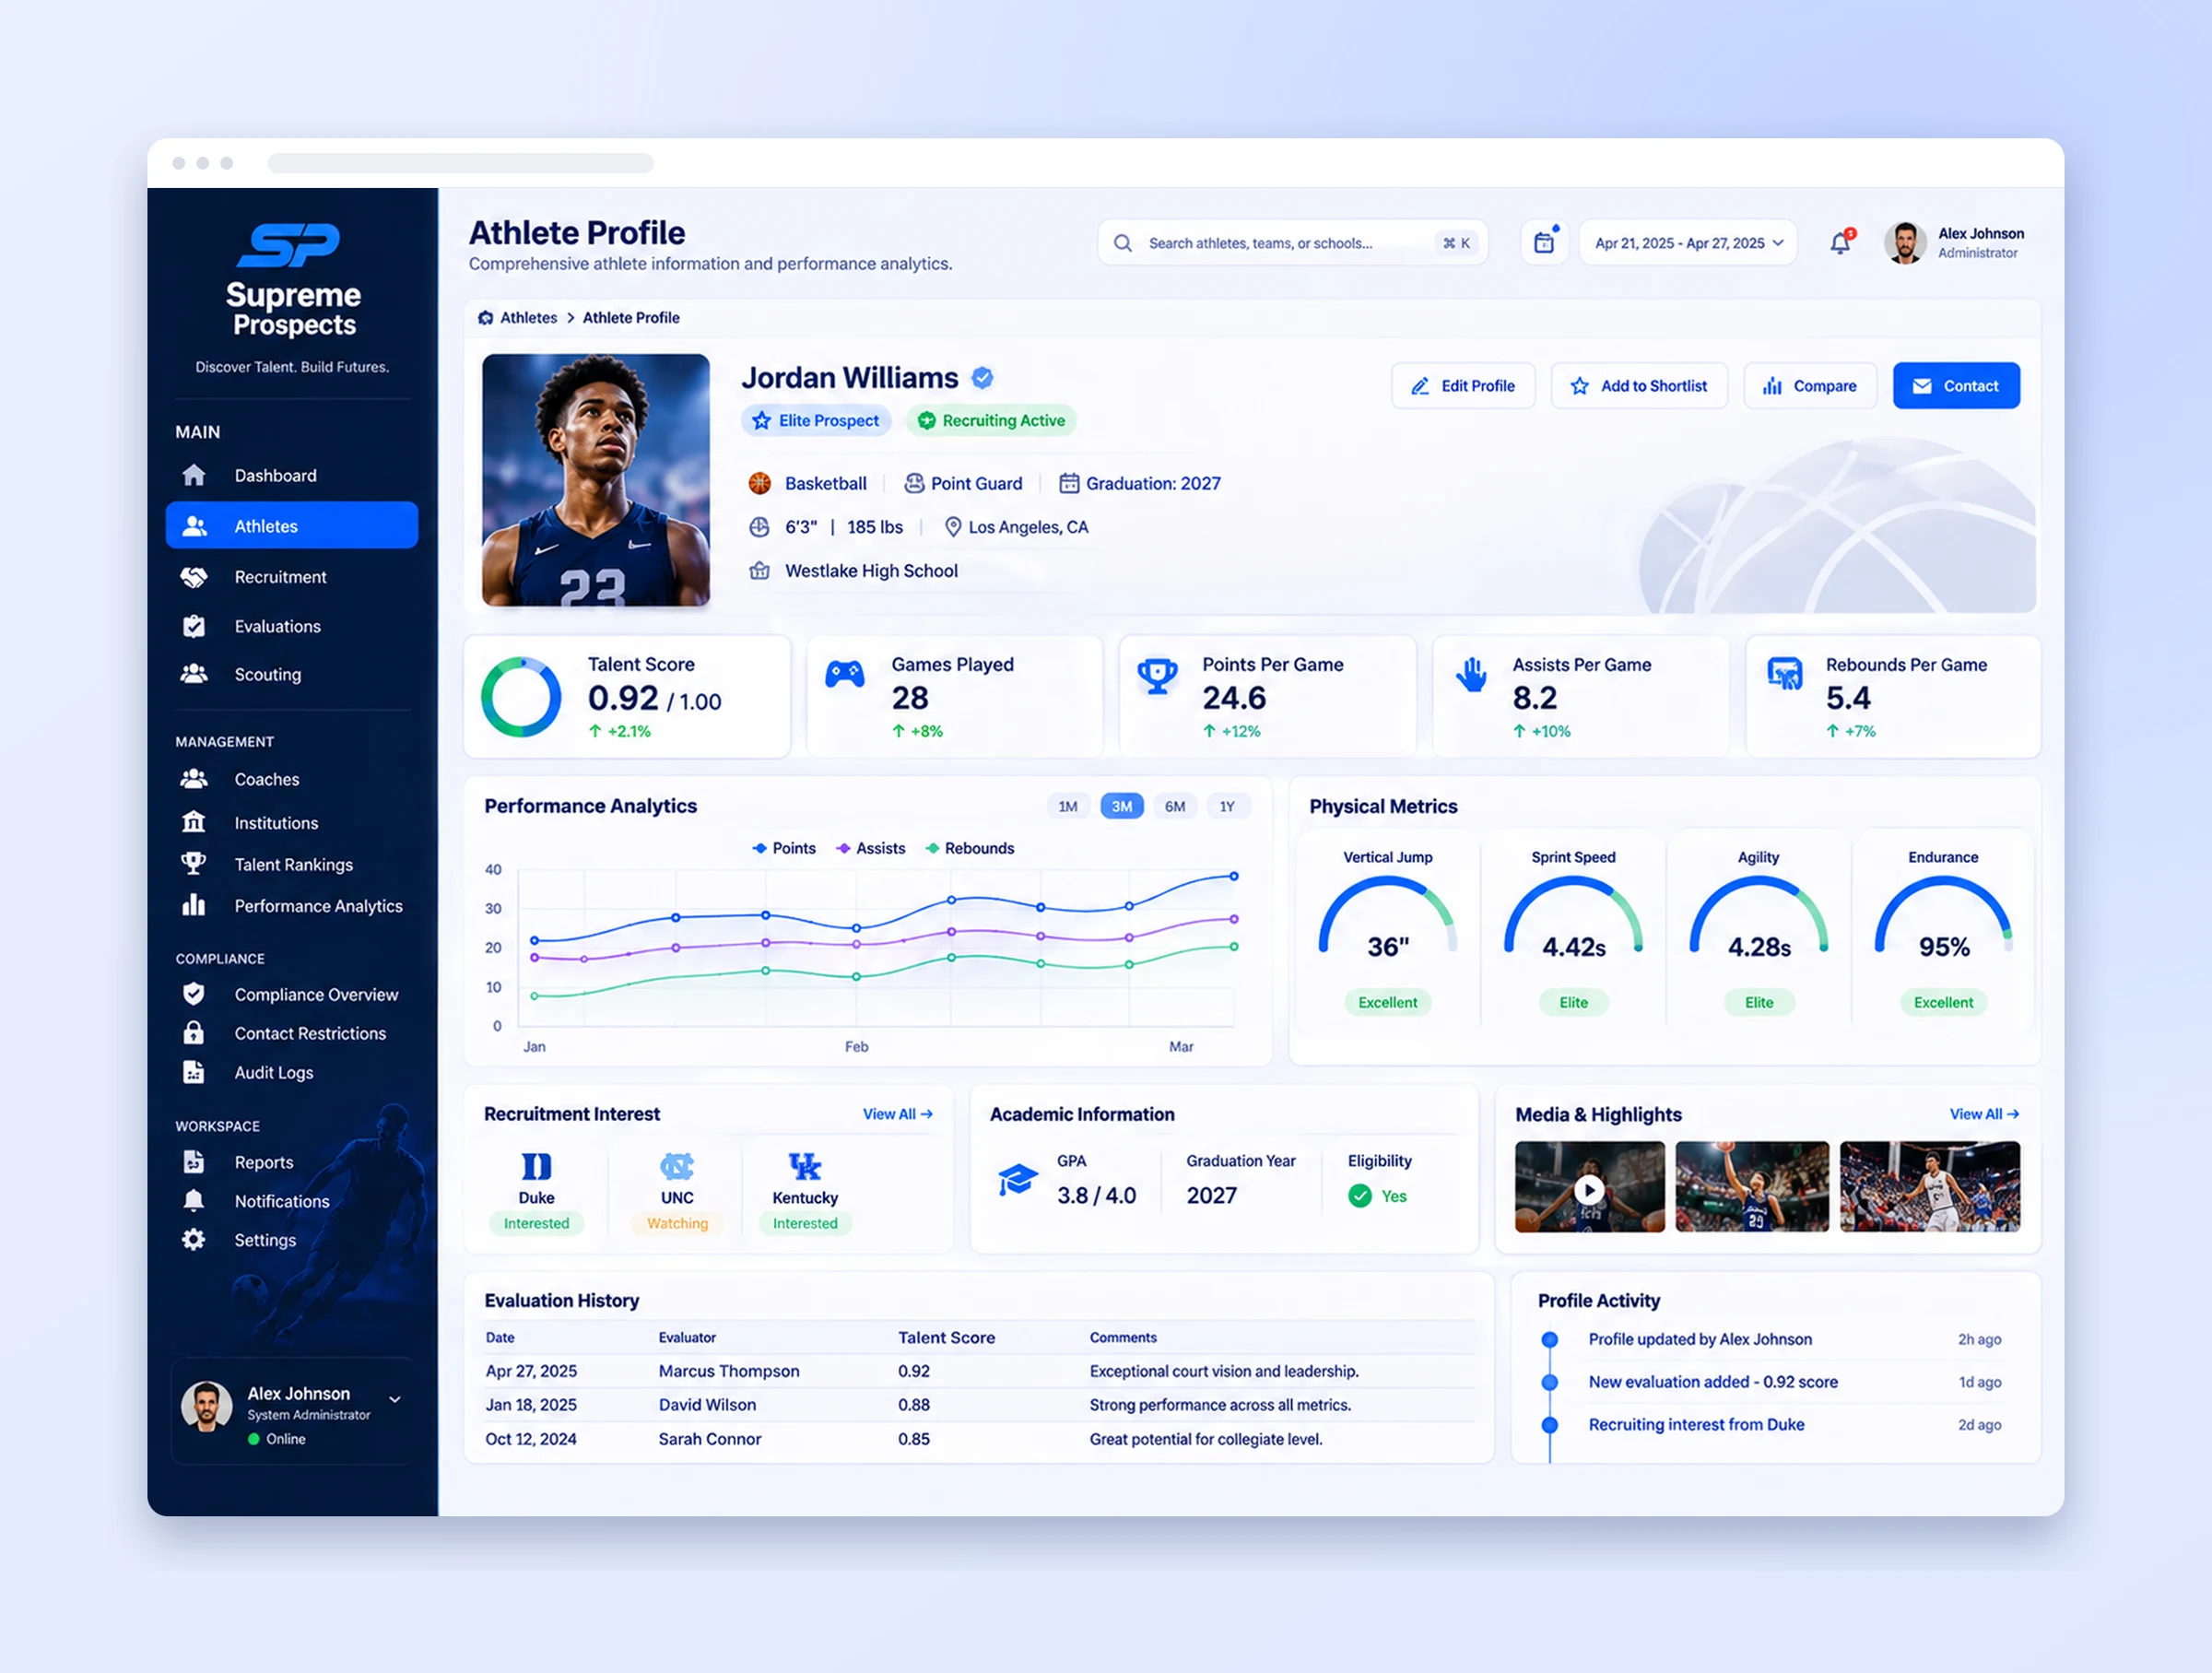 SP
Supreme
Prospects
Discover Talent. Build Futures.
MAIN
Dashboard
Athletes
Recruitment
Evaluations
Scouting
MANAGEMENT
Coaches
Institutions
Talent Rankings
Performance Analytics
COMPLIANCE
Compliance Overview
Contact Restrictions
Audit Logs
WORKSPACE
Reports
Notifications
Settings
Alex Johnson
System Administrator
Online
Athlete Profile
Comprehensive athlete information and performance analytics.
Search athletes, teams, or schools... ⌘ K
Apr 21, 2025 - Apr 27, 2025
Alex Johnson
Administrator
Athletes > Athlete Profile
23
Jordan Williams
Elite Prospect Recruiting Active
Basketball Point Guard Graduation: 2027
6'3" | 185 lbs Los Angeles, CA
Westlake High School
Edit Profile Add to Shortlist Compare Contact
Talent Score
0.92 / 1.00
↑ +2.1%
Games Played
28
↑ +8%
Points Per Game
24.6
↑ +12%
Assists Per Game
8.2
↑ +10%
Rebounds Per Game
5.4
↑ +7%
Performance Analytics
1M 3M 6M 1Y
Points Assists Rebounds
40
30
20
10
0
Jan Feb Mar
Physical Metrics
Vertical Jump
36"
Excellent
Sprint Speed
4.42s
Elite
Agility
4.28s
Elite
Endurance
95%
Excellent
Recruitment Interest View All →
Duke
Interested
UNC
Watching
Kentucky
Interested
Academic Information
GPA
3.8 / 4.0
Graduation Year
2027
Eligibility
Yes
Media & Highlights View All →
20
Evaluation History
Date Evaluator Talent Score Comments
Apr 27, 2025 Marcus Thompson 0.92 Exceptional court vision and leadership.
Jan 18, 2025 David Wilson 0.88 Strong performance across all metrics.
Oct 12, 2024 Sarah Connor 0.85 Great potential for collegiate level.
Profile Activity
Profile updated by Alex Johnson 2h ago
New evaluation added - 0.92 score 1d ago
Recruiting interest from Duke 2d ago